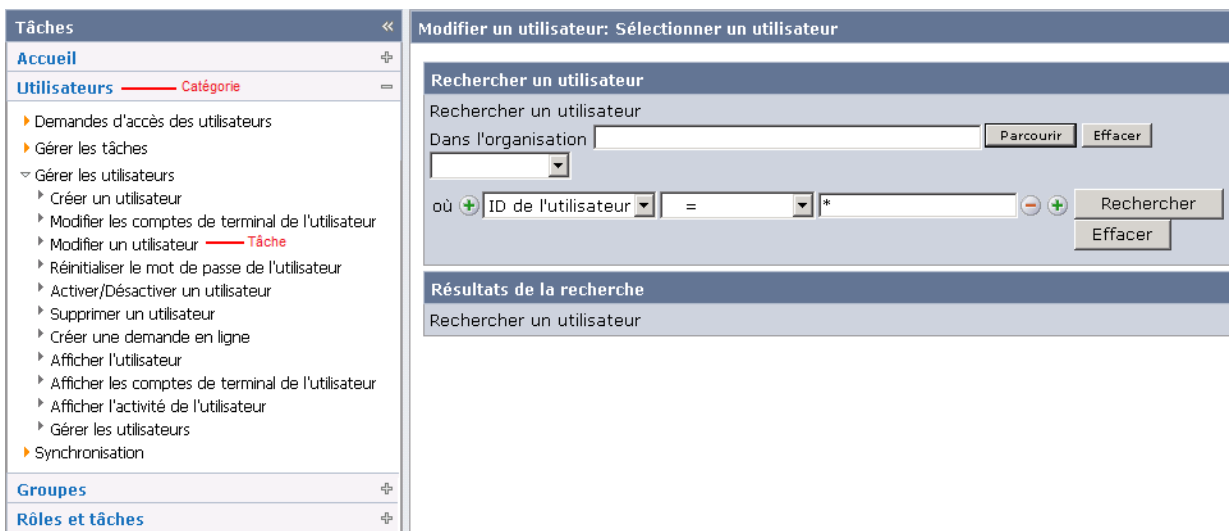 Tâches «
Accueil
Utilisateurs Catégorie
Demandes d'accès des utilisateurs
Gérer les tâches
Gérer les utilisateurs
Créer un utilisateur
Modifier les comptes de terminal de l'utilisateur
Modifier un utilisateur Tâche
Réinitialiser le mot de passe de l'utilisateur
Activer/Désactiver un utilisateur
Supprimer un utilisateur
Créer une demande en ligne
Afficher l'utilisateur
Afficher les comptes de terminal de l'utilisateur
Afficher l'activité de l'utilisateur
Gérer les utilisateurs
Synchronisation
Groupes
Rôles et tâches
Modifier un utilisateur: Sélectionner un utilisateur
Rechercher un utilisateur
Rechercher un utilisateur
Dans l'organisation Parcourir Effacer
où ID de l'utilisateur = * Rechercher
Effacer
Résultats de la recherche
Rechercher un utilisateur